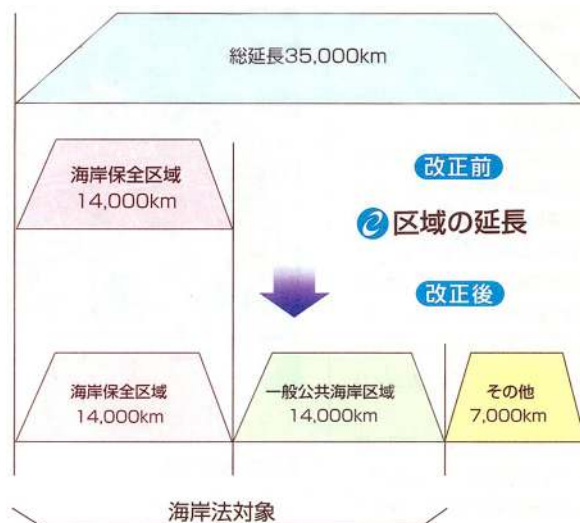 総延長35,000km
海岸保全区域
14,000km
改正前
区域の延長
改正後
海岸保全区域
14,000km
一般公共海岸区域
14,000km
その他
7,000km
海岸法対象